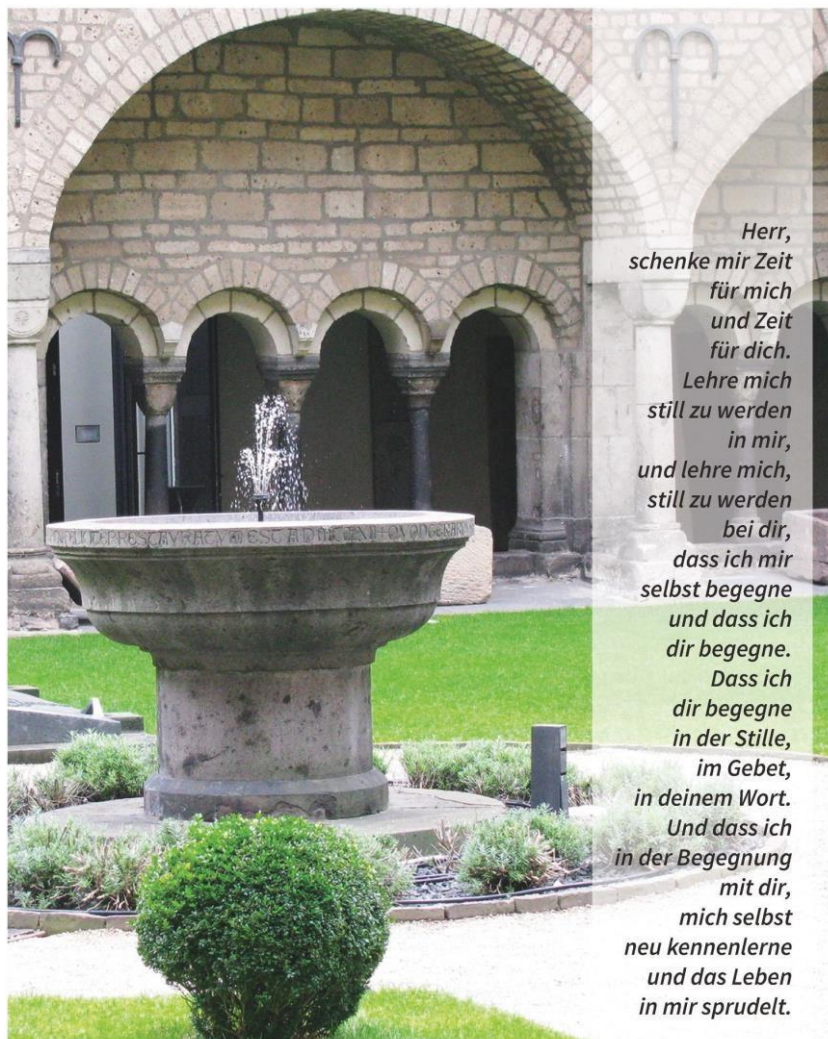 RESTAVRATVM EST
Herr,
schenke mir Zeit
für mich
und Zeit
für dich.
Lehre mich
still zu werden
in mir,
und lehre mich,
still zu werden
bei dir,
dass ich mir
selbst begegne
und dass ich
dir begegne.
Dass ich
dir begegne
in der Stille,
im Gebet,
in deinem Wort.
Und dass ich
in der Begegnung
mit dir,
mich selbst
neu kennenlerne
und das Leben
in mir sprudelt.